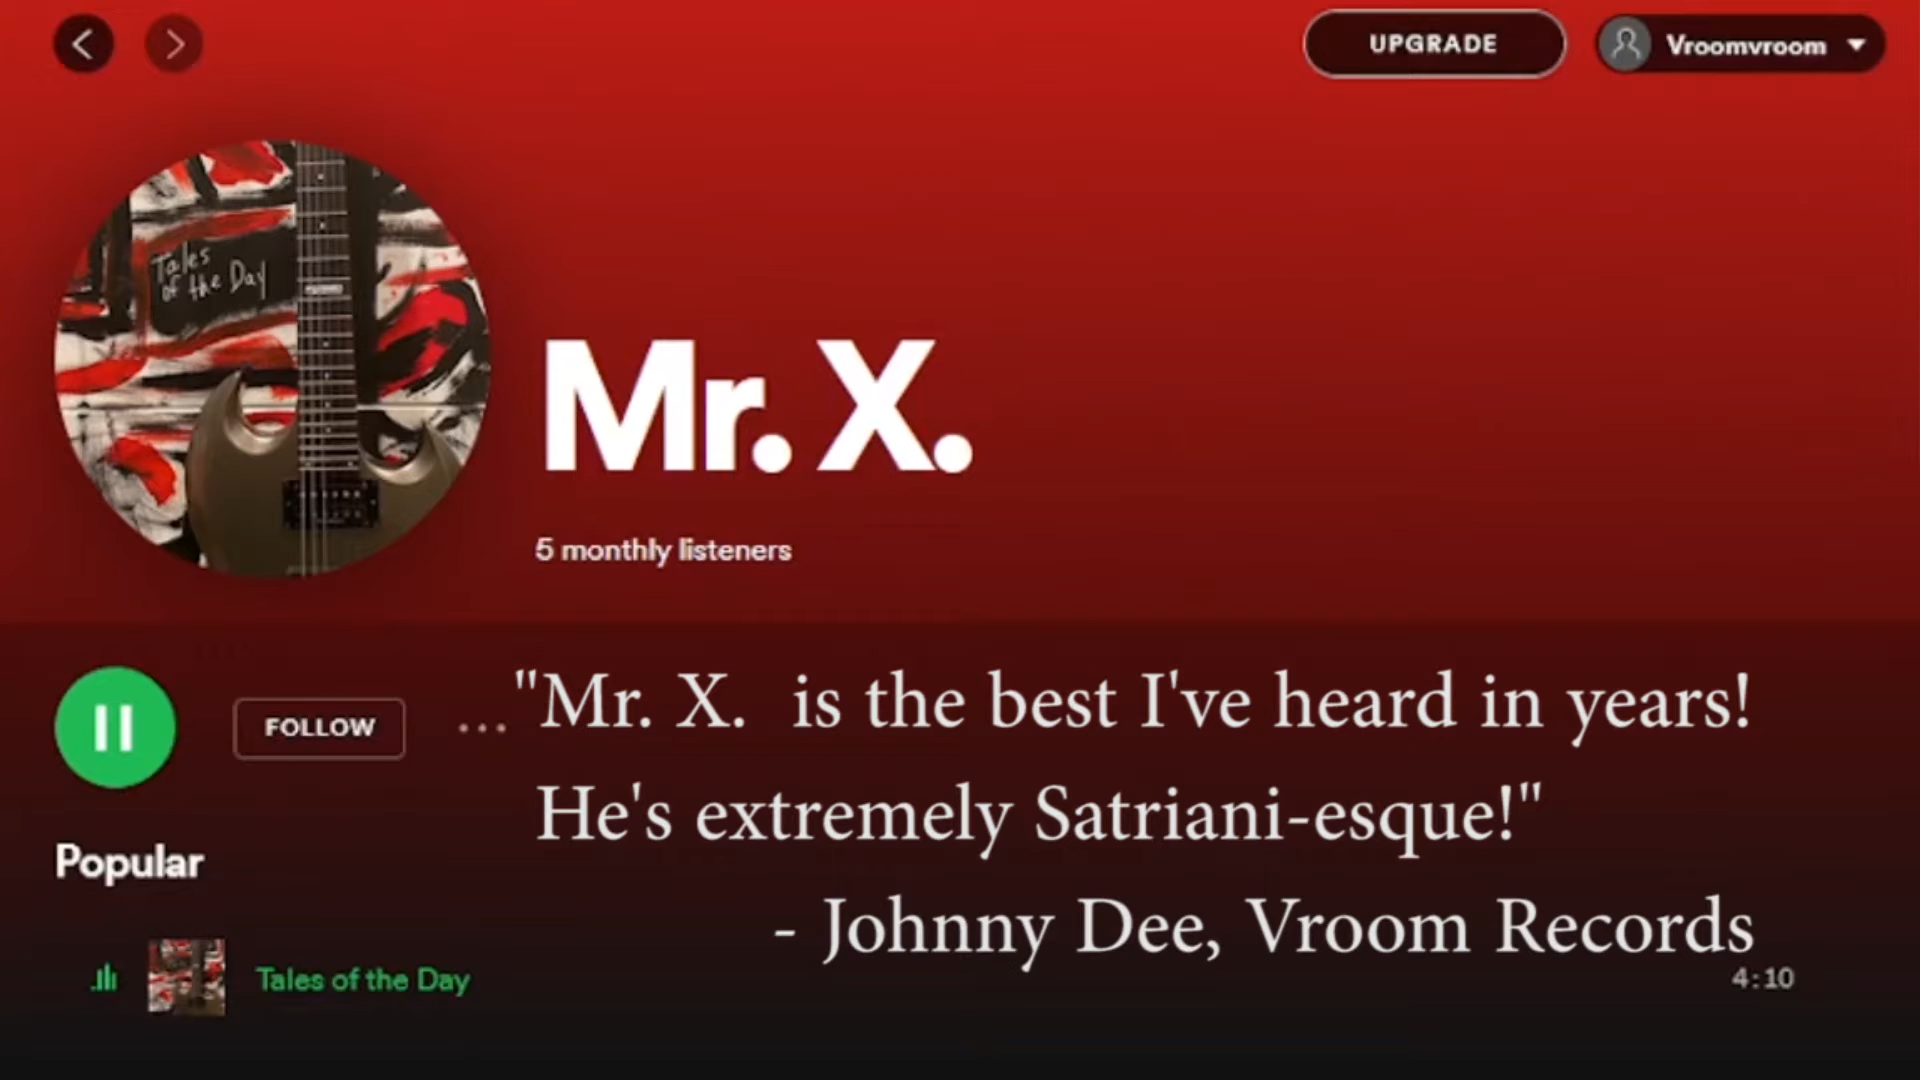 UPGRADE
Vroomvroom
Tales
of the Day
Mr. X.
5 monthly listeners
FOLLOW
"Mr. X. is the best I've heard in years!
He's extremely Satriani-esque!"
- Johnny Dee, Vroom Records
Popular
Tales of the Day
4:10